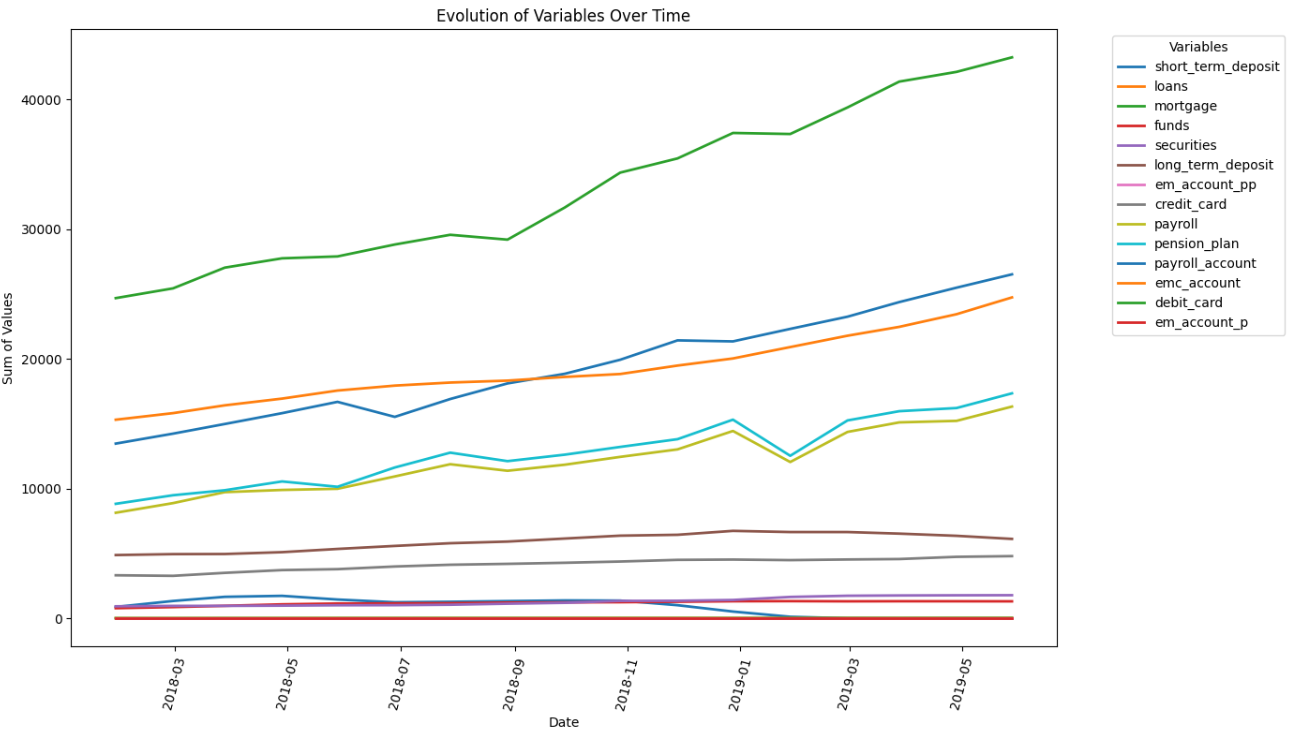 Evolution of Variables Over Time
Sum of Values
40000
30000
20000
10000
0
2018-03
2018-05
2018-07
2018-09
2018-11
2019-01
2019-03
2019-05
Date
Variables
short_term_deposit
loans
mortgage
funds
securities
long_term_deposit
em_account_pp
credit_card
payroll
pension_plan
payroll_account
emc_account
debit_card
em_account_p